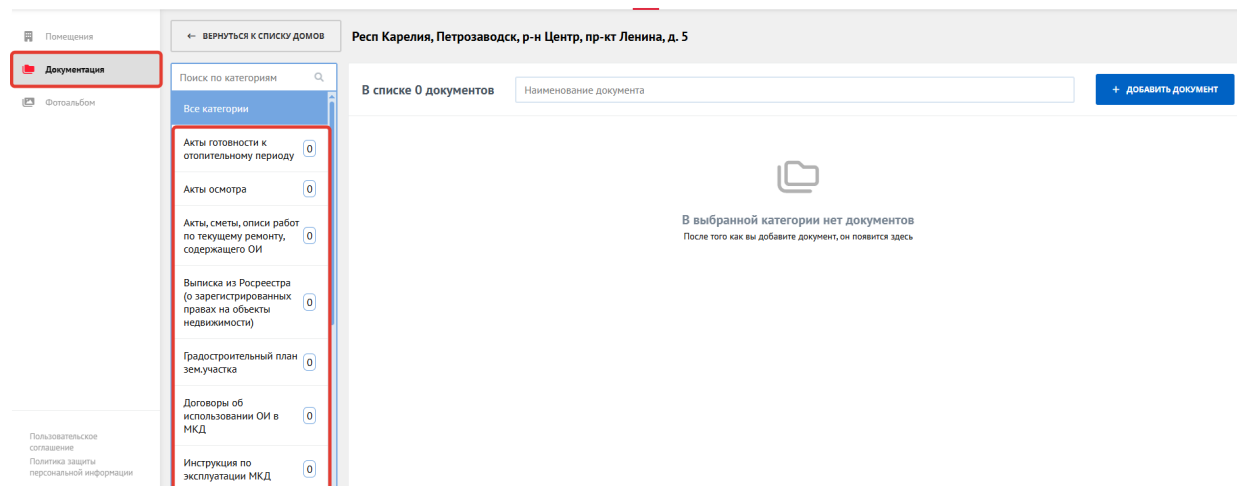 Помещения
Документация
Фотоальбом
Пользовательское
соглашение
Политика защиты
персональной информации
← ВЕРНУТЬСЯ К СПИСКУ ДОМОВ
Респ Карелия, Петрозаводск, р-н Центр, пр-кт Ленина, д. 5
Поиск по категориям
Все категории
Акты готовности к
отопительному периоду 0
Акты осмотра 0
Акты, сметы, описи работ
по текущему ремонту, 0
содержащего ОИ
Выписка из Росреестра
(о зарегистрированных
правах на объекты 0
недвижимости)
Градостроительный план
зем.участка 0
Договоры об
использовании ОИ в 0
МКД
Инструкция по
эксплуатации МКД 0
В списке 0 документов
Наименование документа
+ ДОБАВИТЬ ДОКУМЕНТ
В выбранной категории нет документов
После того как вы добавите документ, он появится здесь